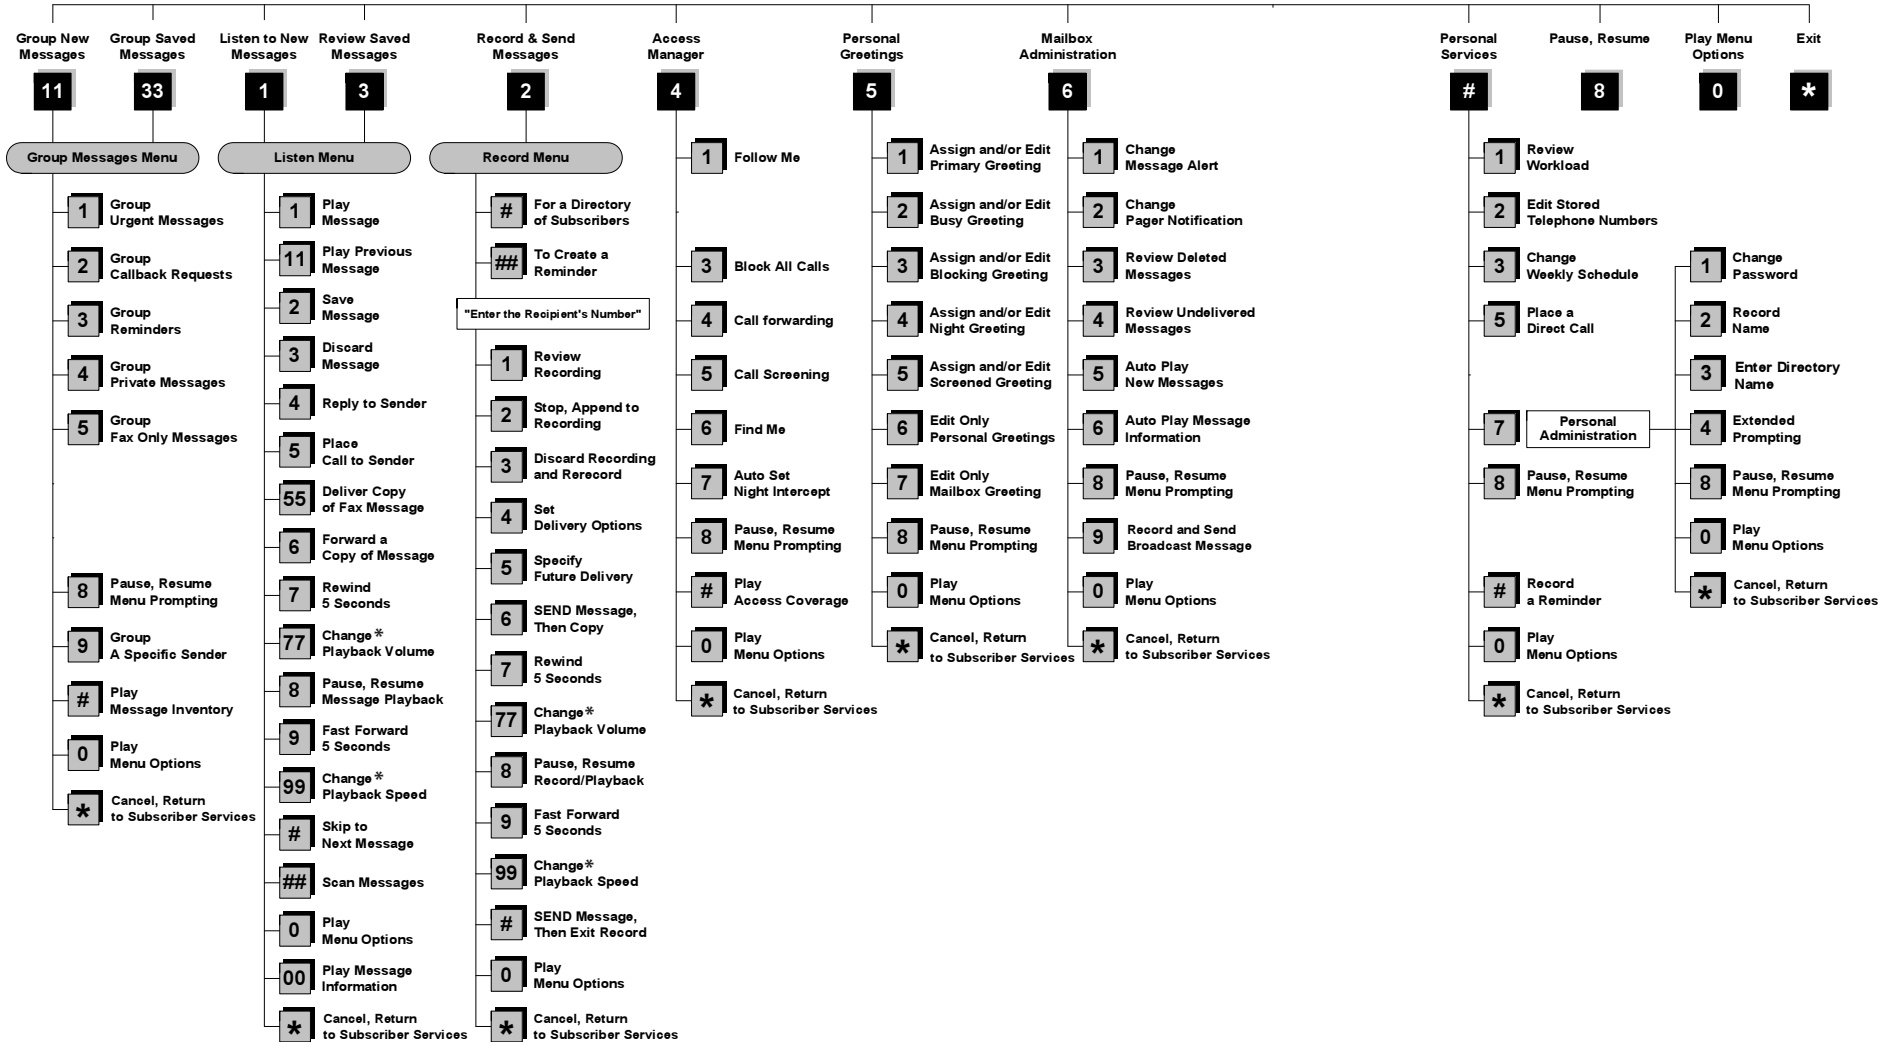 Group New
Messages
11
Group Saved
Messages
33
Listen to New
Messages
1
Review Saved
Messages
3
Record & Send
Messages
2
Access
Manager
4
Personal
Greetings
5
Mailbox
Administration
6
Personal
Services
#
Pause, Resume
8
Play Menu
Options
0
Exit
*
Group Messages Menu
1 Group
Urgent Messages
2 Group
Callback Requests
3 Group
Reminders
4 Group
Private Messages
5 Group
Fax Only Messages
8 Pause, Resume
Menu Prompting
9 Group
A Specific Sender
# Play
Message Inventory
0 Play
Menu Options
* Cancel, Return
to Subscriber Services
Listen Menu
1 Play
Message
11 Play Previous
Message
2 Save
Message
3 Discard
Message
4 Reply to Sender
5 Place
Call to Sender
55 Deliver Copy
of Fax Message
6 Forward a
Copy of Message
7 Rewind
5 Seconds
77 Change*
Playback Volume
8 Pause, Resume
Message Playback
9 Fast Forward
5 Seconds
99 Change*
Playback Speed
# Skip to
Next Message
## Scan Messages
0 Play
Menu Options
00 Play Message
Information
* Cancel, Return
to Subscriber Services
Record Menu
# For a Directory
of Subscribers
## To Create a
Reminder
"Enter the Recipient's Number"
1 Review
Recording
2 Stop, Append to
Recording
3 Discard Recording
and Rerecord
4 Set
Delivery Options
5 Specify
Future Delivery
6 SEND Message,
Then Copy
7 Rewind
5 Seconds
77 Change*
Playback Volume
8 Pause, Resume
Record/Playback
9 Fast Forward
5 Seconds
99 Change*
Playback Speed
# SEND Message,
Then Exit Record
0 Play
Menu Options
* Cancel, Return
to Subscriber Services
1 Follow Me
3 Block All Calls
4 Call forwarding
5 Call Screening
6 Find Me
7 Auto Set
Night Intercept
8 Pause, Resume
Menu Prompting
# Play
Access Coverage
0 Play
Menu Options
* Cancel, Return
to Subscriber Services
1 Assign and/or Edit
Primary Greeting
2 Assign and/or Edit
Busy Greeting
3 Assign and/or Edit
Blocking Greeting
4 Assign and/or Edit
Night Greeting
5 Assign and/or Edit
Screened Greeting
6 Edit Only
Personal Greetings
7 Edit Only
Mailbox Greeting
8 Pause, Resume
Menu Prompting
0 Play
Menu Options
* Cancel, Return
to Subscriber Services
1 Change
Message Alert
2 Change
Pager Notification
3 Review Deleted
Messages
4 Review Undelivered
Messages
5 Auto Play
New Messages
6 Auto Play Message
Information
8 Pause, Resume
Menu Prompting
9 Record and Send
Broadcast Message
0 Play
Menu Options
* Cancel, Return
to Subscriber Services
1 Review
Workload
2 Edit Stored
Telephone Numbers
3 Change
Weekly Schedule
5 Place a
Direct Call
7 Personal
Administration
8 Pause, Resume
Menu Prompting
# Record
a Reminder
0 Play
Menu Options
* Cancel, Return
to Subscriber Services
1 Change
Password
2 Record
Name
3 Enter Directory
Name
4 Extended
Prompting
8 Pause, Resume
Menu Prompting
0 Play
Menu Options
* Cancel, Return
to Subscriber Services